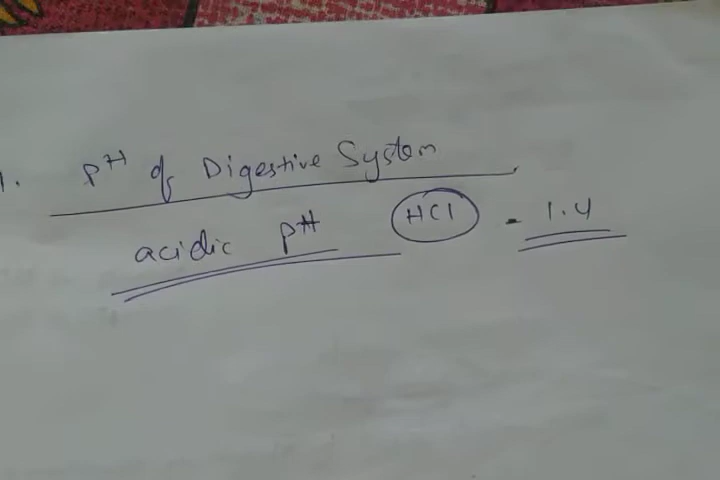 1. pH of Digestive System
acidic pH HCl - 1.4